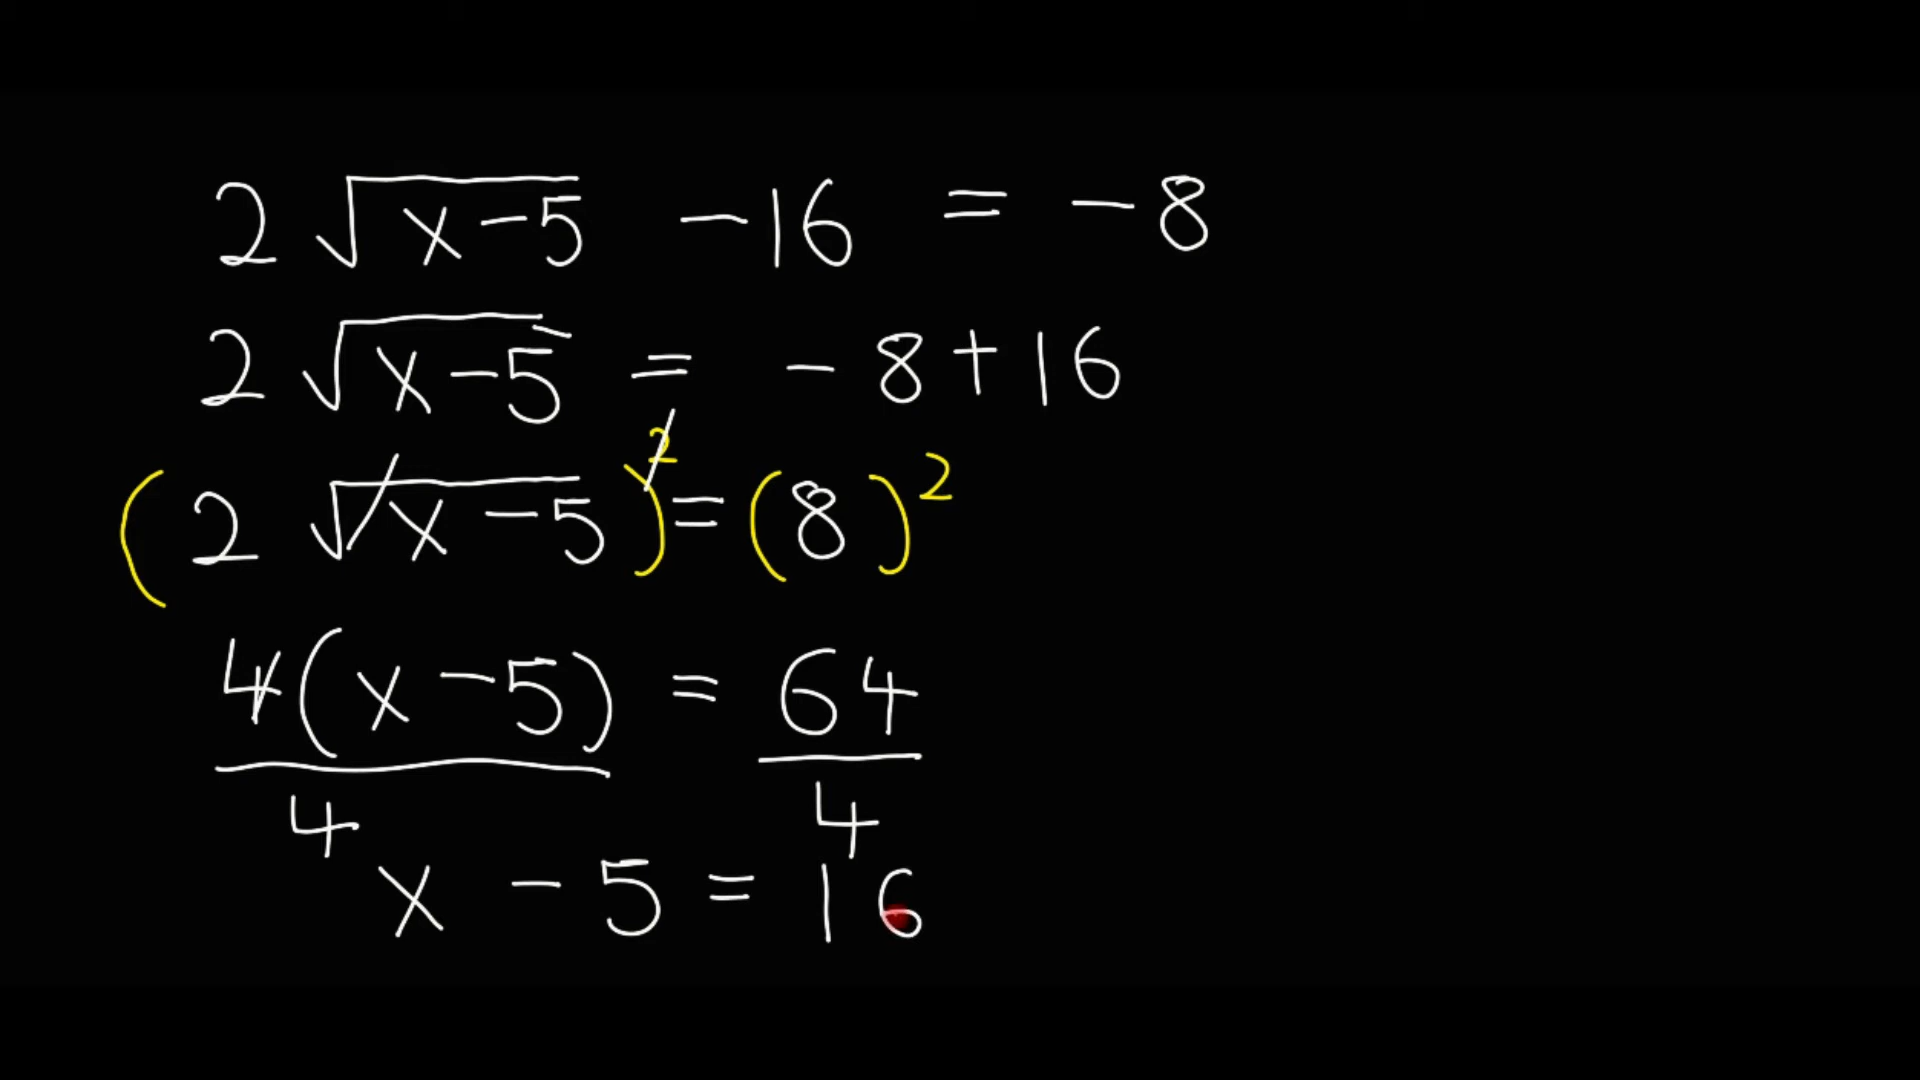 2√(x-5) -16 = -8
2√(x-5) = -8+16
(2√(x-5))² = (8)²
4(x-5)/4 = 64/4
x - 5 = 16